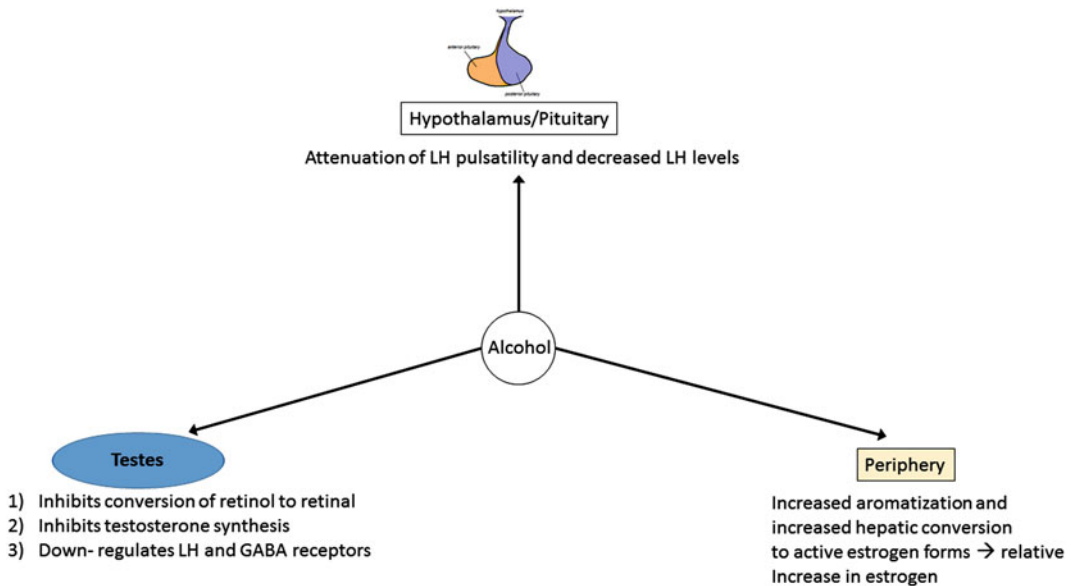 hypothalamus
anterior pituitary
posterior pituitary
Hypothalamus/Pituitary
Attenuation of LH pulsatility and decreased LH levels
Alcohol
Testes
1) Inhibits conversion of retinol to retinal
2) Inhibits testosterone synthesis
3) Down- regulates LH and GABA receptors
Periphery
Increased aromatization and
increased hepatic conversion
to active estrogen forms → relative
Increase in estrogen